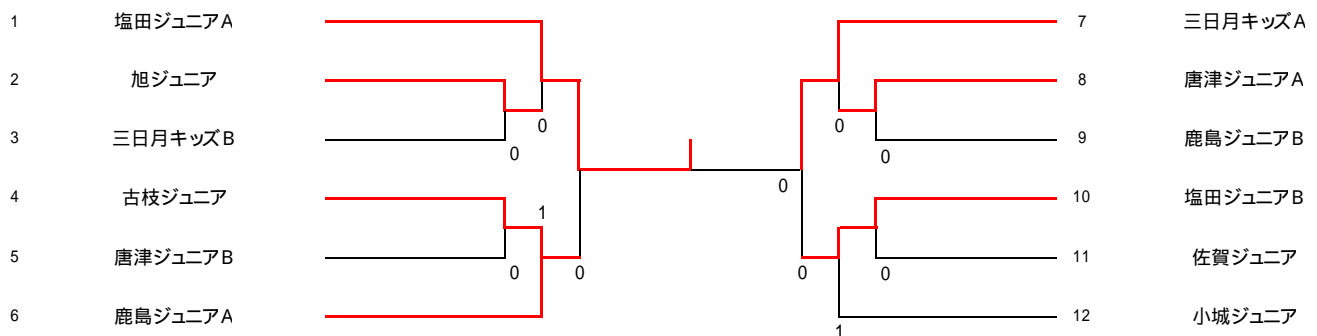 1 塩田ジュニアA
2 旭ジュニア
3 三日月キッズB
4 古枝ジュニア
5 唐津ジュニアB
6 鹿島ジュニアA
0
0
1
0
0
0
7 三日月キッズA
8 唐津ジュニアA
9 鹿島ジュニアB
10 塩田ジュニアB
11 佐賀ジュニア
12 小城ジュニア
0
0
0
0
1